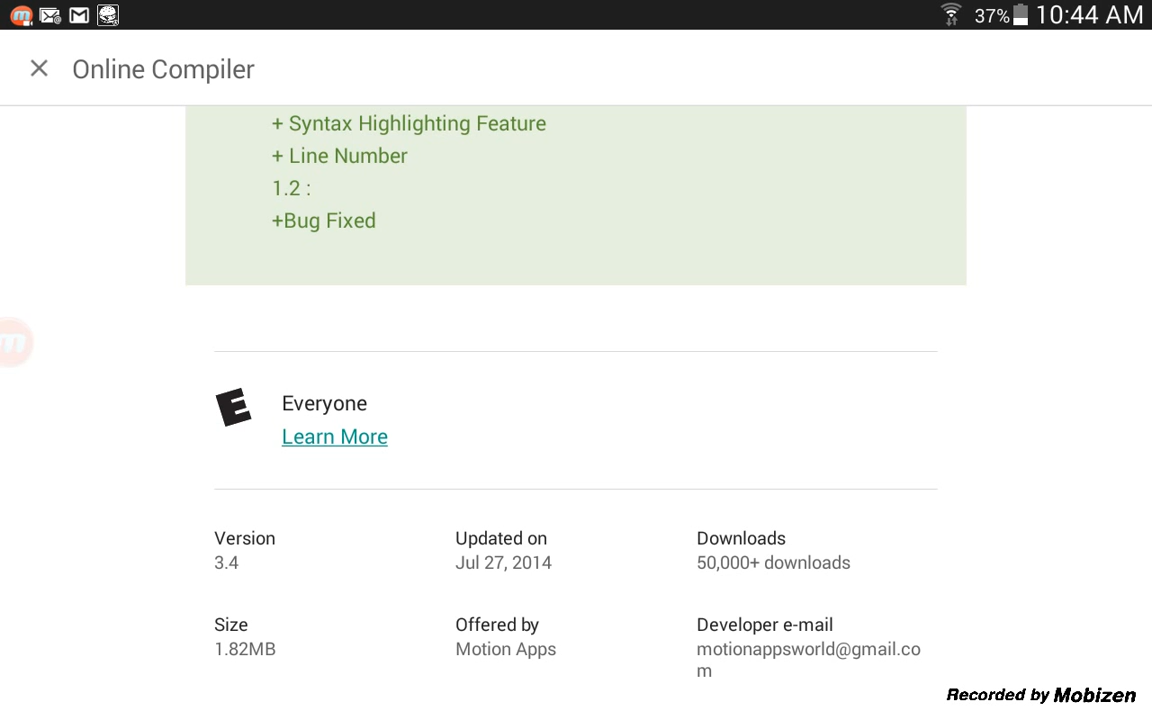 37% 10:44 AM
Online Compiler
+ Syntax Highlighting Feature
+ Line Number
1.2 :
+Bug Fixed
m
E
Everyone
Learn More
Version Updated on Downloads
3.4 Jul 27, 2014 50,000+ downloads
Size Offered by Developer e-mail
1.82MB Motion Apps motionappsworld@gmail.co
m
Recorded by Mobizen